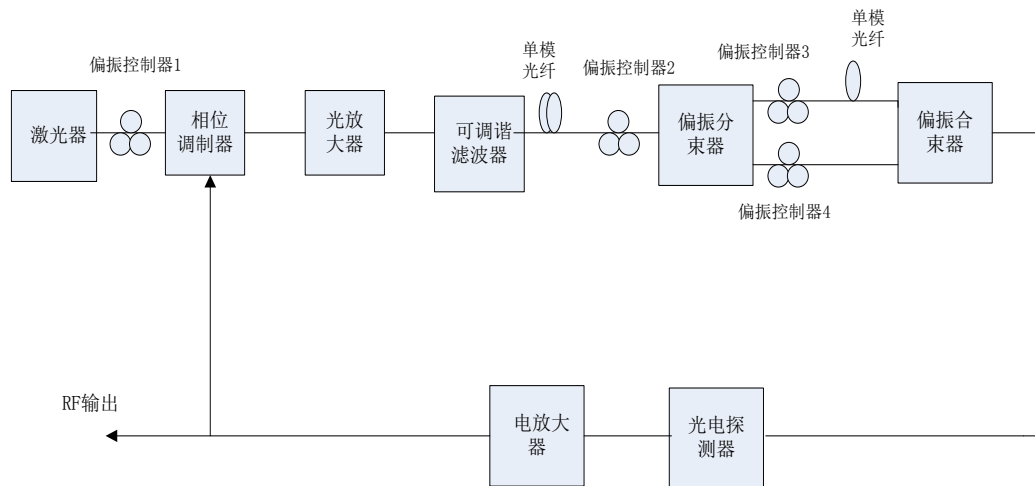 偏振控制器1
单模
光纤
偏振控制器2
偏振控制器3
单模
光纤
激光器
相位
调制器
光放
大器
可调谐
滤波器
偏振分
束器
偏振合
束器
偏振控制器4
RF输出
电放大
器
光电探
测器